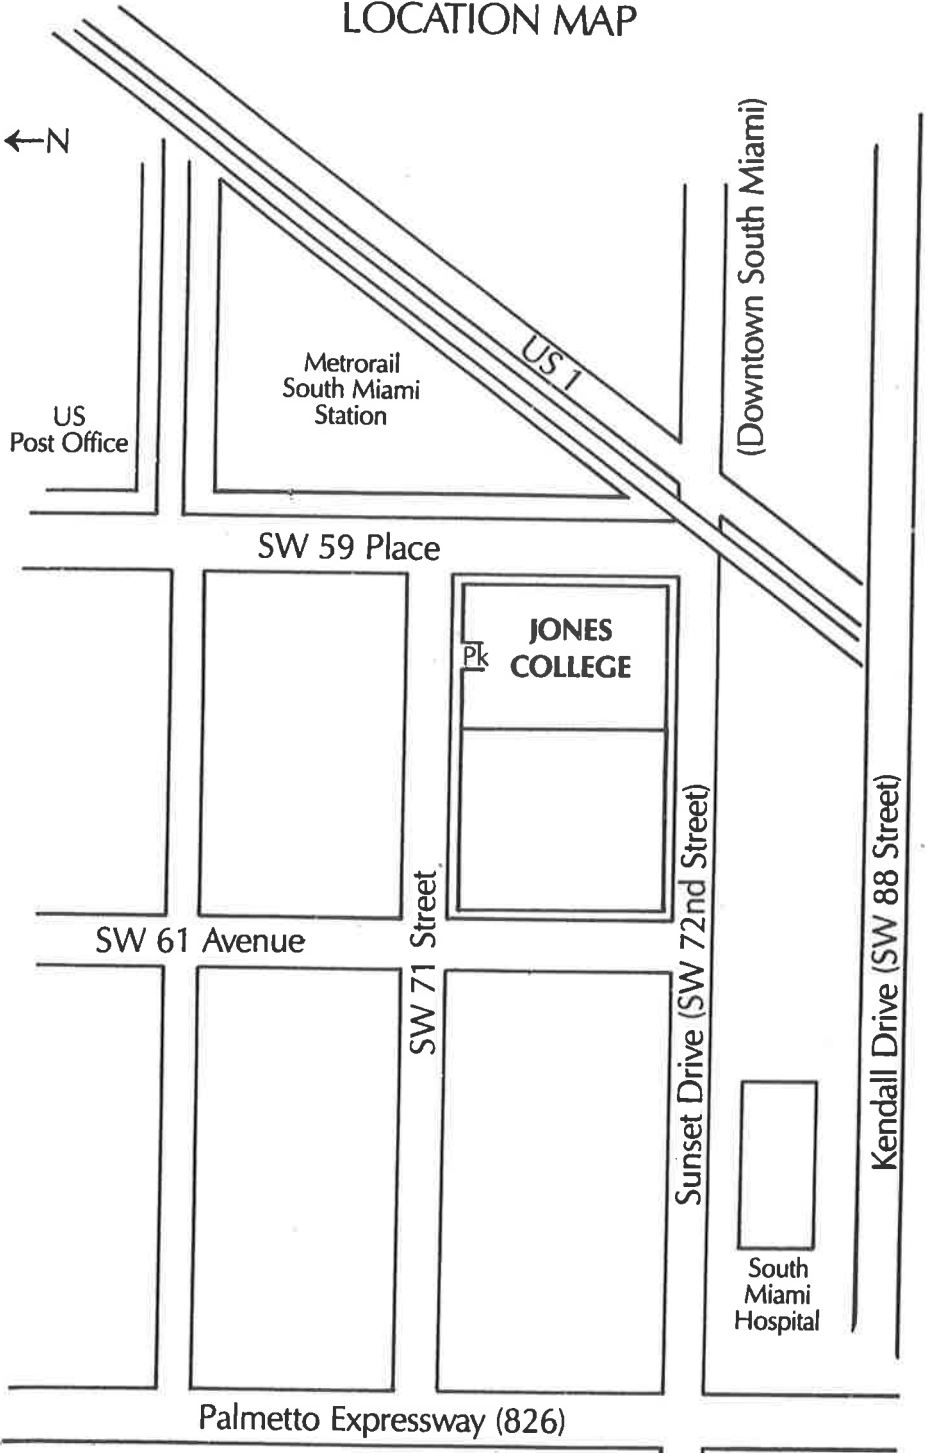 LOCATION MAP
←N
(Downtown South Miami)
US 1
Metrorail
South Miami
Station
US
Post Office
SW 59 Place
JONES
COLLEGE
Pk
SW 61 Avenue
SW 71 Street
Sunset Drive (SW 72nd Street)
Kendall Drive (SW 88 Street)
South
Miami
Hospital
Palmetto Expressway (826)